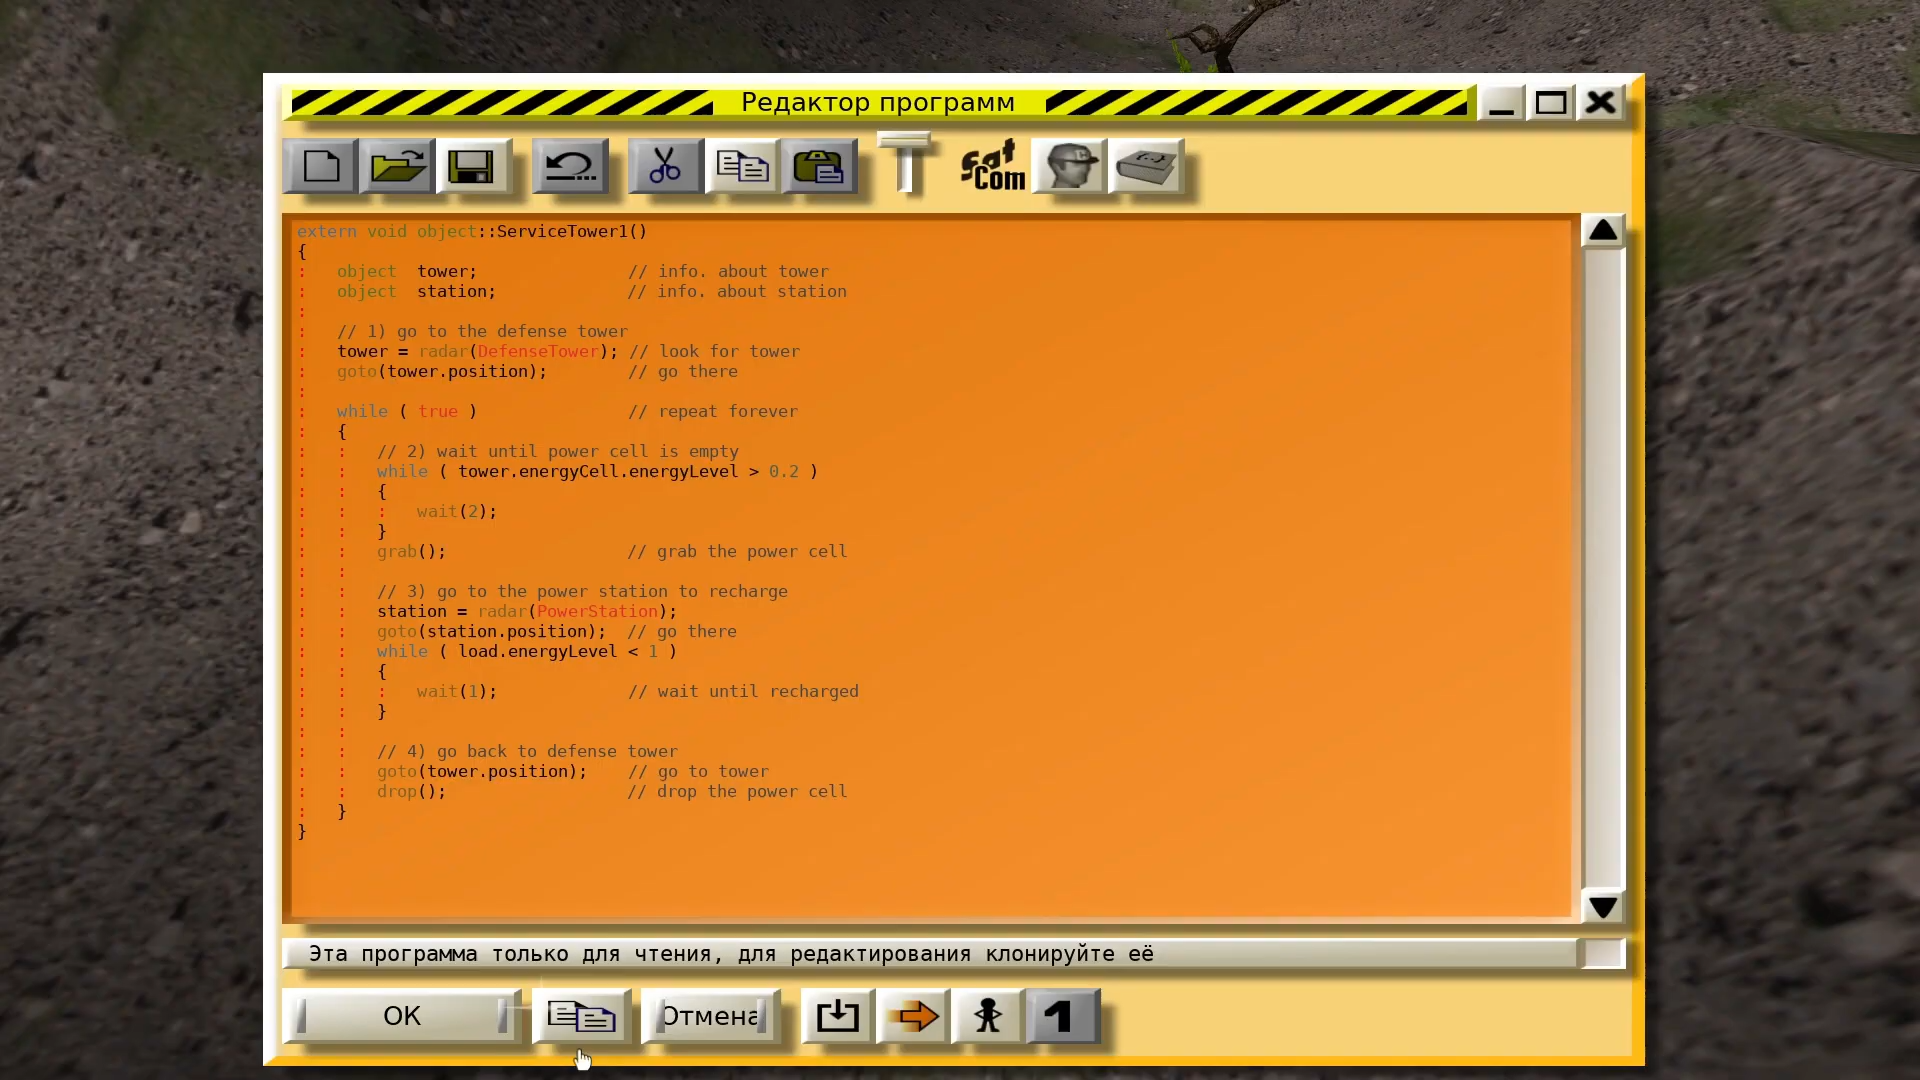 Редактор программ
Sat
Com
extern void object::ServiceTower1()
{
:   object  tower;               // info. about tower
:   object  station;             // info. about station
:
:   // 1) go to the defense tower
:   tower = radar(DefenseTower); // look for tower
:   goto(tower.position);        // go there
:
:   while ( true )               // repeat forever
:   {
:   :   // 2) wait until power cell is empty
:   :   while ( tower.energyCell.energyLevel > 0.2 )
:   :   {
:   :   :   wait(2);
:   :   }
:   :   grab();                  // grab the power cell
:   :
:   :   // 3) go to the power station to recharge
:   :   station = radar(PowerStation);
:   :   goto(station.position);  // go there
:   :   while ( load.energyLevel < 1 )
:   :   {
:   :   :   wait(1);             // wait until recharged
:   :   }
:   :
:   :   // 4) go back to defense tower
:   :   goto(tower.position);    // go to tower
:   :   drop();                  // drop the power cell
:   }
}
Эта программа только для чтения, для редактирования клонируйте её
ОК
Отмена
1